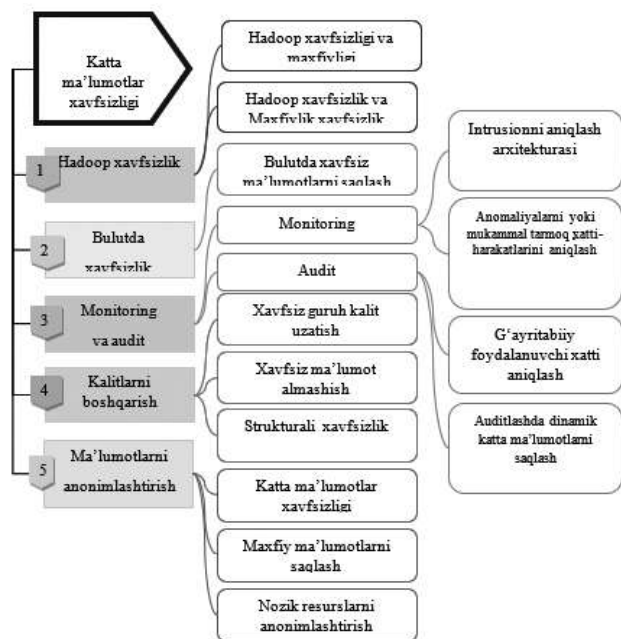 Katta
ma’lumotlar
xavfsizligi
1
Hadoop xavfsizlik
2
Bulutda
xavfsizlik
3
Monitoring
va audit
4
Kalitlarni
boshqarish
5
Ma’lumotlarni
anonimlashtirish
Hadoop xavfsizligi va
maxfiyligi
Hadoop xavfsizlik va
Maxfiylik xavfsizlik
Bulutda xavfsiz
ma’lumotlarni saqlash
Monitoring
Audit
Xavfsiz guruh kalit
uzatish
Xavfsiz ma’lumot
almashish
Strukturali xavfsizlik
Katta ma’lumotlar
xavfsizligi
Maxfiy ma’lumotlarni
saqlash
Nozik resurslarni
anonimlashtirish
Intrusionni aniqlash
arxitekturasi
Anomaliyalarni yoki
mukammal tarmoq xatti-
harakatlarini aniqlash
G‘ayritabiiy
foydalanuvchi xatti
aniqlash
Auditlashda dinamik
katta ma’lumotlarni
saqlash